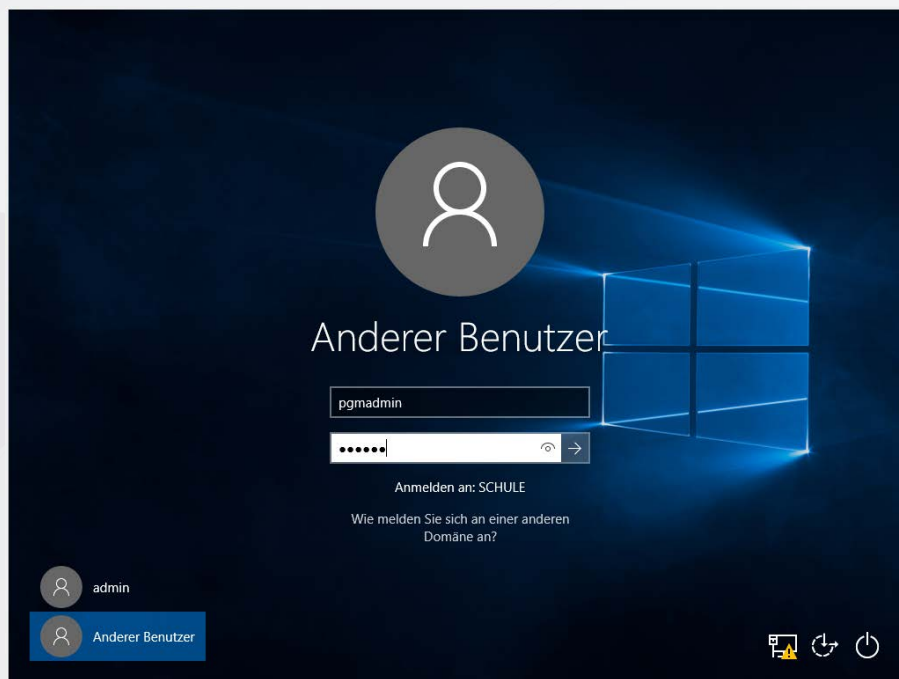 Anderer Benutzer
pgmadmin
••••••
Anmelden an: SCHULE
Wie melden Sie sich an einer anderen
Domäne an?
admin
Anderer Benutzer